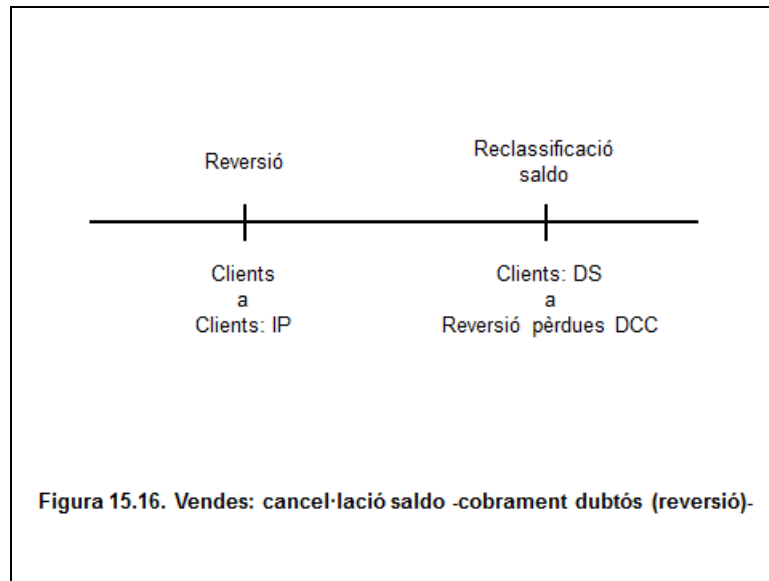 Reversió
Reclassificació
saldo
Clients
a
Clients: IP
Clients: DS
a
Reversió pèrdues DCC
Figura 15.16. Vendes: cancel·lació saldo -cobrament dubtós (reversió)-